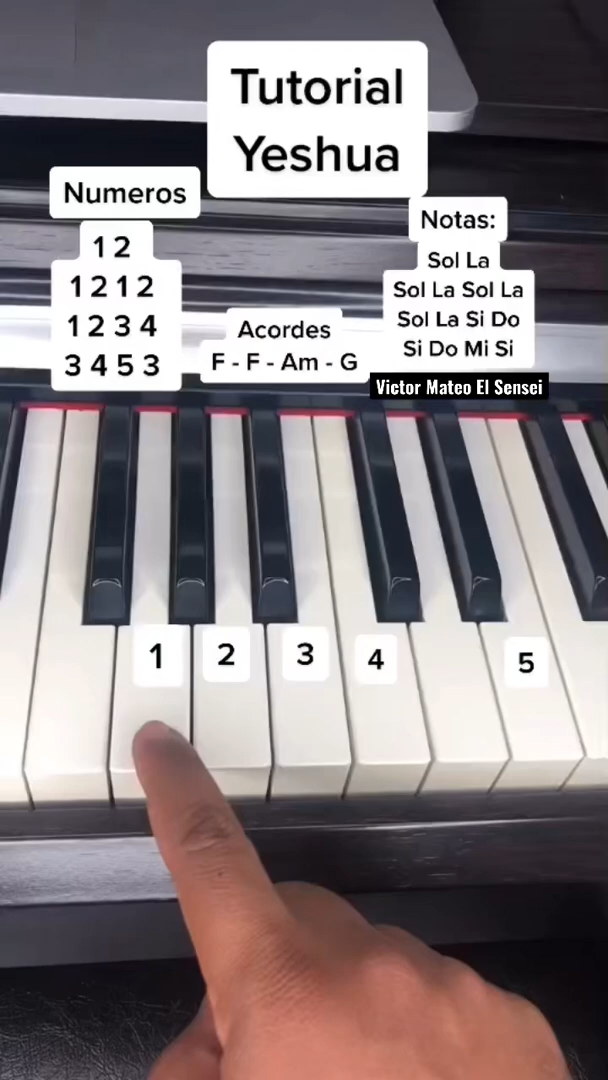 Tutorial
Yeshua
Numeros
1 2
1 2 1 2
1 2 3 4
3 4 5 3
Acordes
F - F - Am - G
Notas:
Sol La
Sol La Sol La
Sol La Si Do
Si Do Mi Si
Victor Mateo El Sensei
1
2
3
4
5